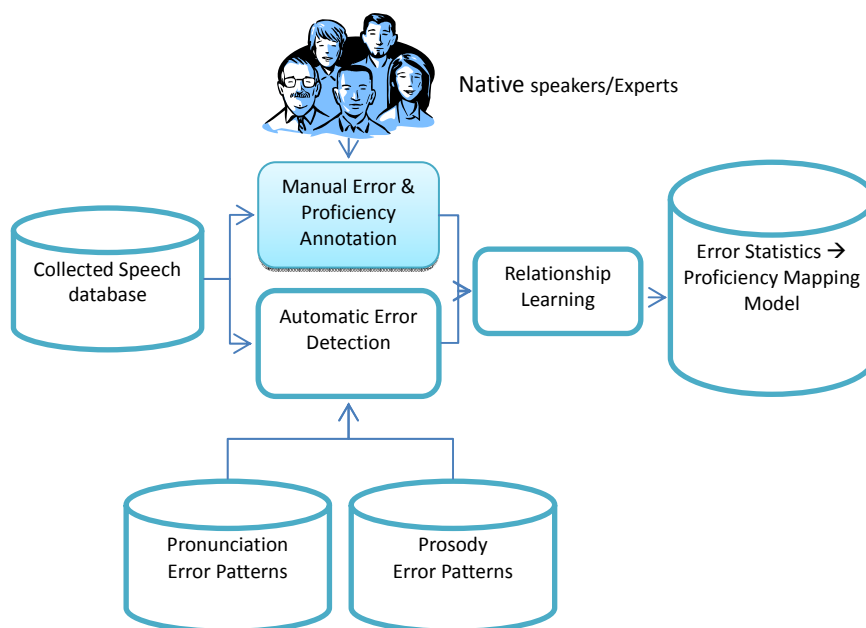 Native speakers/Experts
Manual Error &
Proficiency
Annotation
Collected Speech
database
Automatic Error
Detection
Relationship
Learning
Error Statistics →
Proficiency Mapping
Model
Pronunciation
Error Patterns
Prosody
Error Patterns